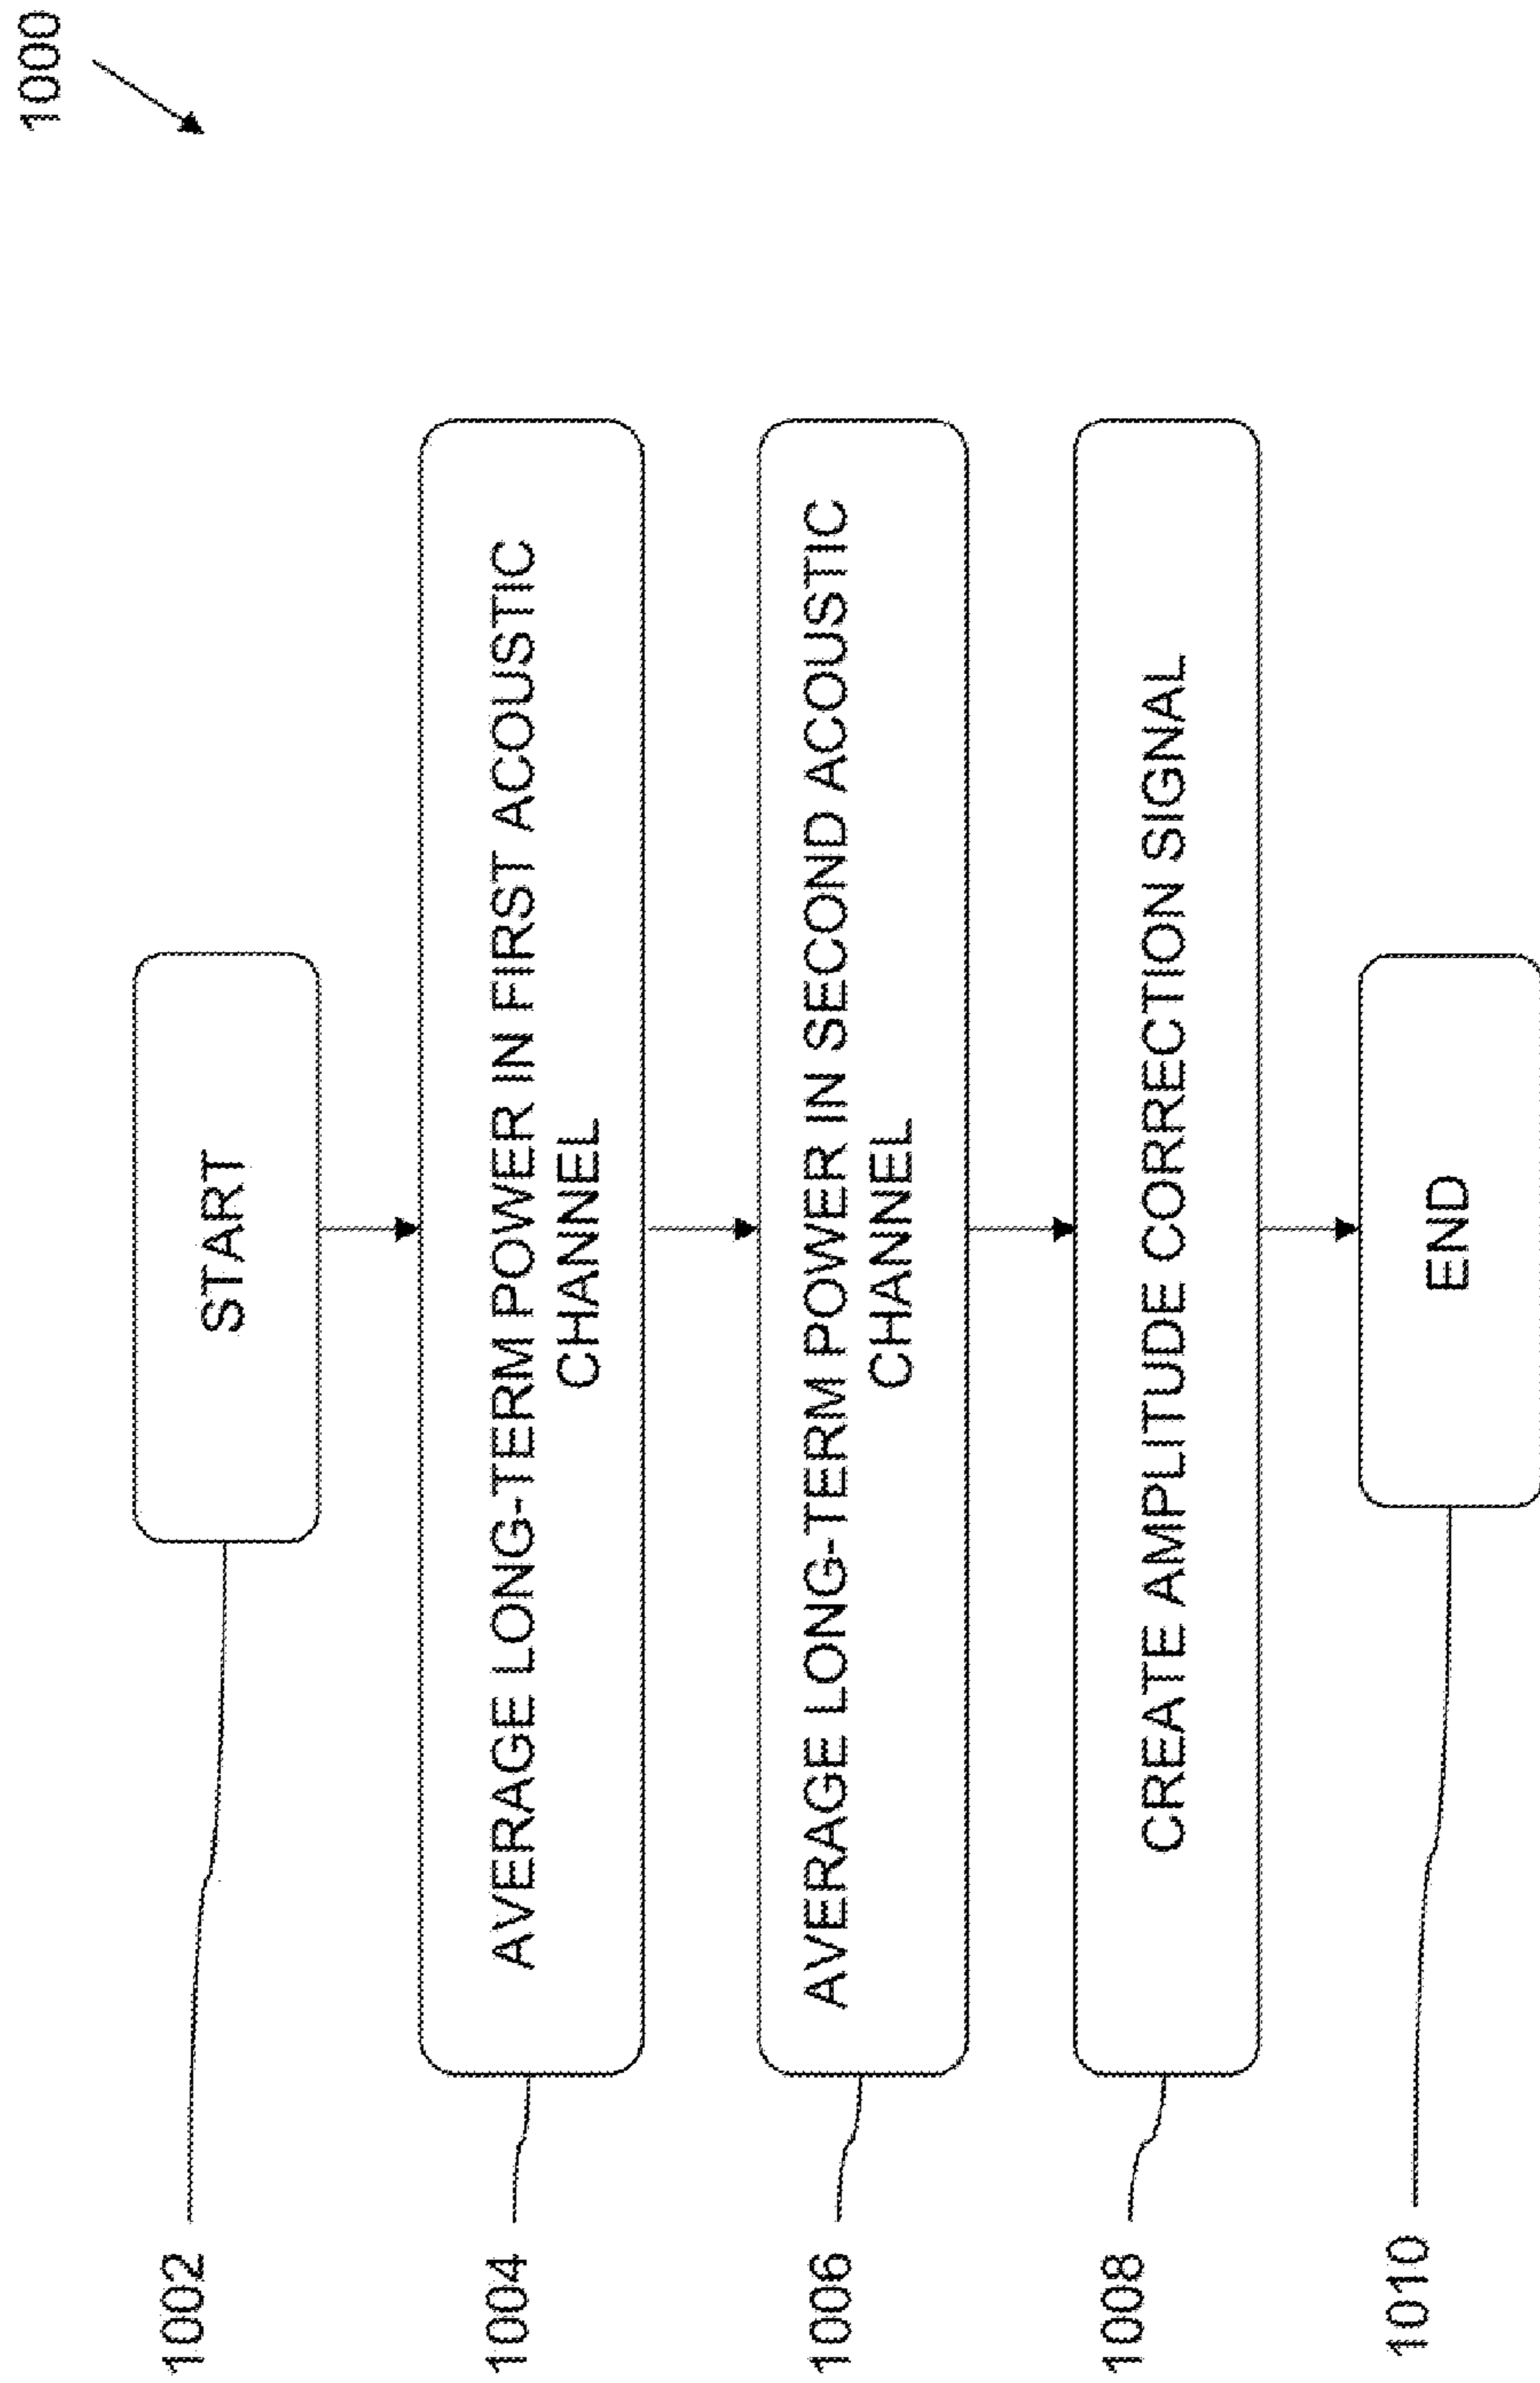 1000
1002
START
1004
AVERAGE LONG-TERM POWER IN FIRST ACOUSTIC
CHANNEL
1006
AVERAGE LONG-TERM POWER IN SECOND ACOUSTIC
CHANNEL
1008
CREATE AMPLITUDE CORRECTION SIGNAL
1010
END